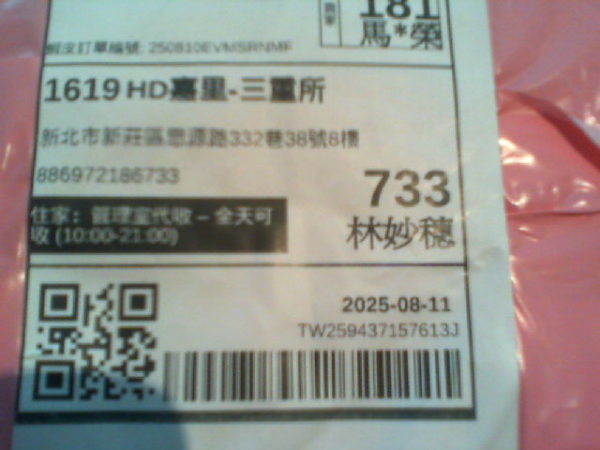 賣家
181
馬*榮
蝦皮訂單編號: 250810EVMSRNMF
1619 HD嘉里-三重所
新北市新莊區思源路332巷38號8樓
886972186733
733
林妙穗
住家: 管理室代收 – 全天可
收 (10:00-21:00)
2025-08-11
TW259437157613J